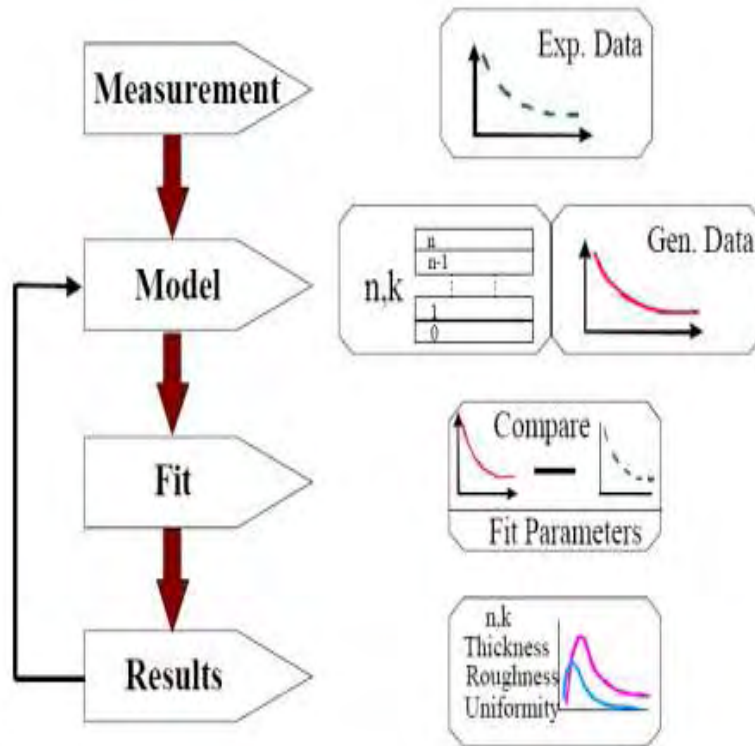 Measurement
Exp. Data
Model
n,k
n
n-1
1
0
Gen. Data
Fit
Compare
Fit Parameters
Results
n,k
Thickness
Roughness
Uniformity